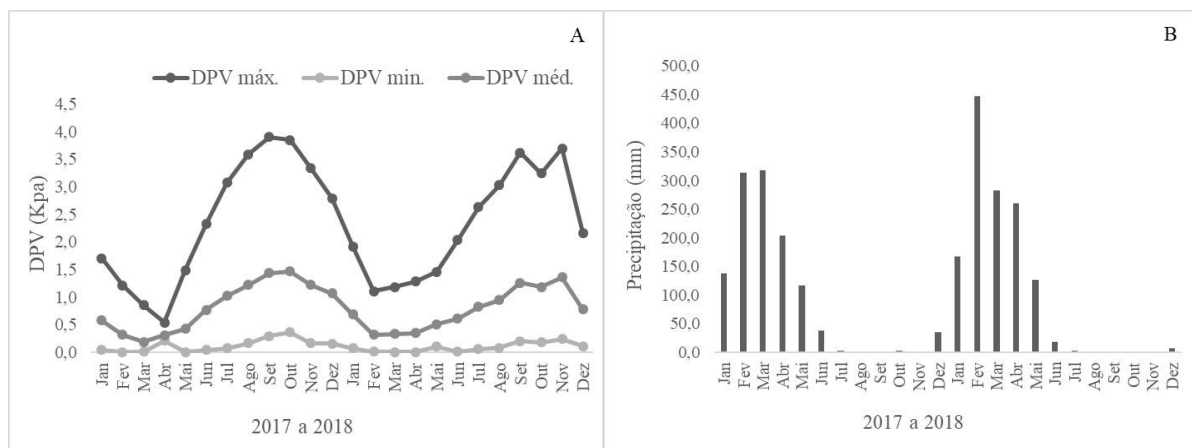 A
DPV máx. DPV min. DPV méd.
4,5
4,0
3,5
3,0
2,5
2,0
1,5
1,0
0,5
0,0
DPV (Kpa)
Jan Fev Mar Abr Mai Jun Jul Ago Set Out Nov Dez Jan Fev Mar Abr Mai Jun Jul Ago Set Out Nov Dez
2017 a 2018
B
500,0
450,0
400,0
350,0
300,0
250,0
200,0
150,0
100,0
50,0
0,0
Precipitação (mm)
Jan Fev Mar Abr Mai Jun Jul Ago Set Out Nov Dez Jan Fev Mar Abr Mai Jun Jul Ago Set Out Nov Dez
2017 a 2018